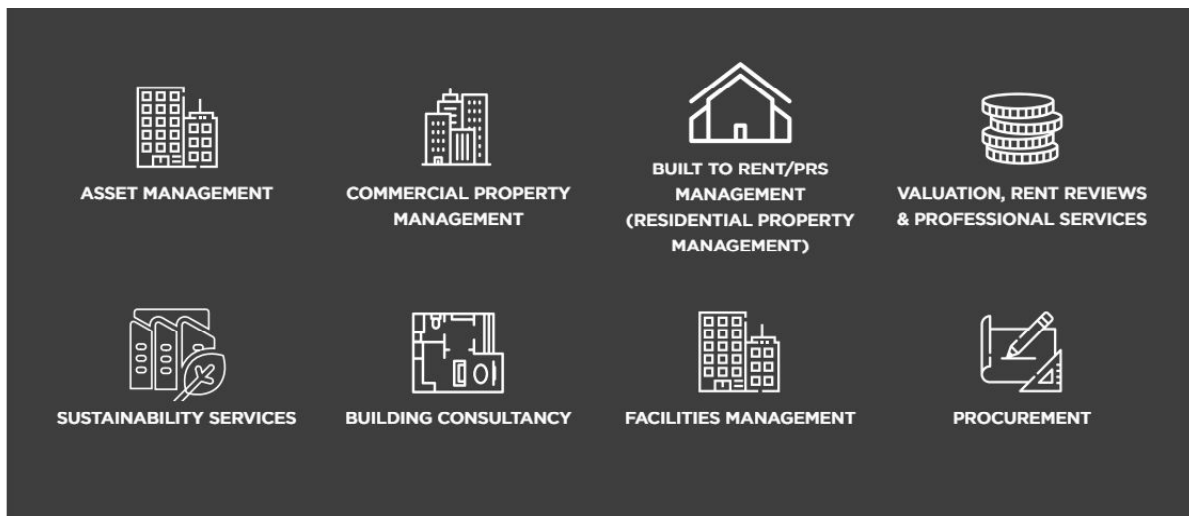 ASSET MANAGEMENT
COMMERCIAL PROPERTY
MANAGEMENT
BUILT TO RENT/PRS
MANAGEMENT
(RESIDENTIAL PROPERTY
MANAGEMENT)
VALUATION, RENT REVIEWS
& PROFESSIONAL SERVICES
SUSTAINABILITY SERVICES
BUILDING CONSULTANCY
FACILITIES MANAGEMENT
PROCUREMENT